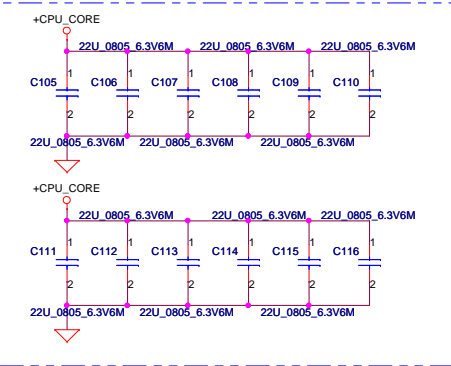 +CPU_CORE
22U_0805_6.3V6M 22U_0805_6.3V6M 22U_0805_6.3V6M
1 1 1 1 1 1
C105 C106 C107 C108 C109 C110
2 2 2 2 2 2
22U_0805_6.3V6M 22U_0805_6.3V6M 22U_0805_6.3V6M
+CPU_CORE
22U_0805_6.3V6M 22U_0805_6.3V6M 22U_0805_6.3V6M
1 1 1 1 1 1
C111 C112 C113 C114 C115 C116
2 2 2 2 2 2
22U_0805_6.3V6M 22U_0805_6.3V6M 22U_0805_6.3V6M